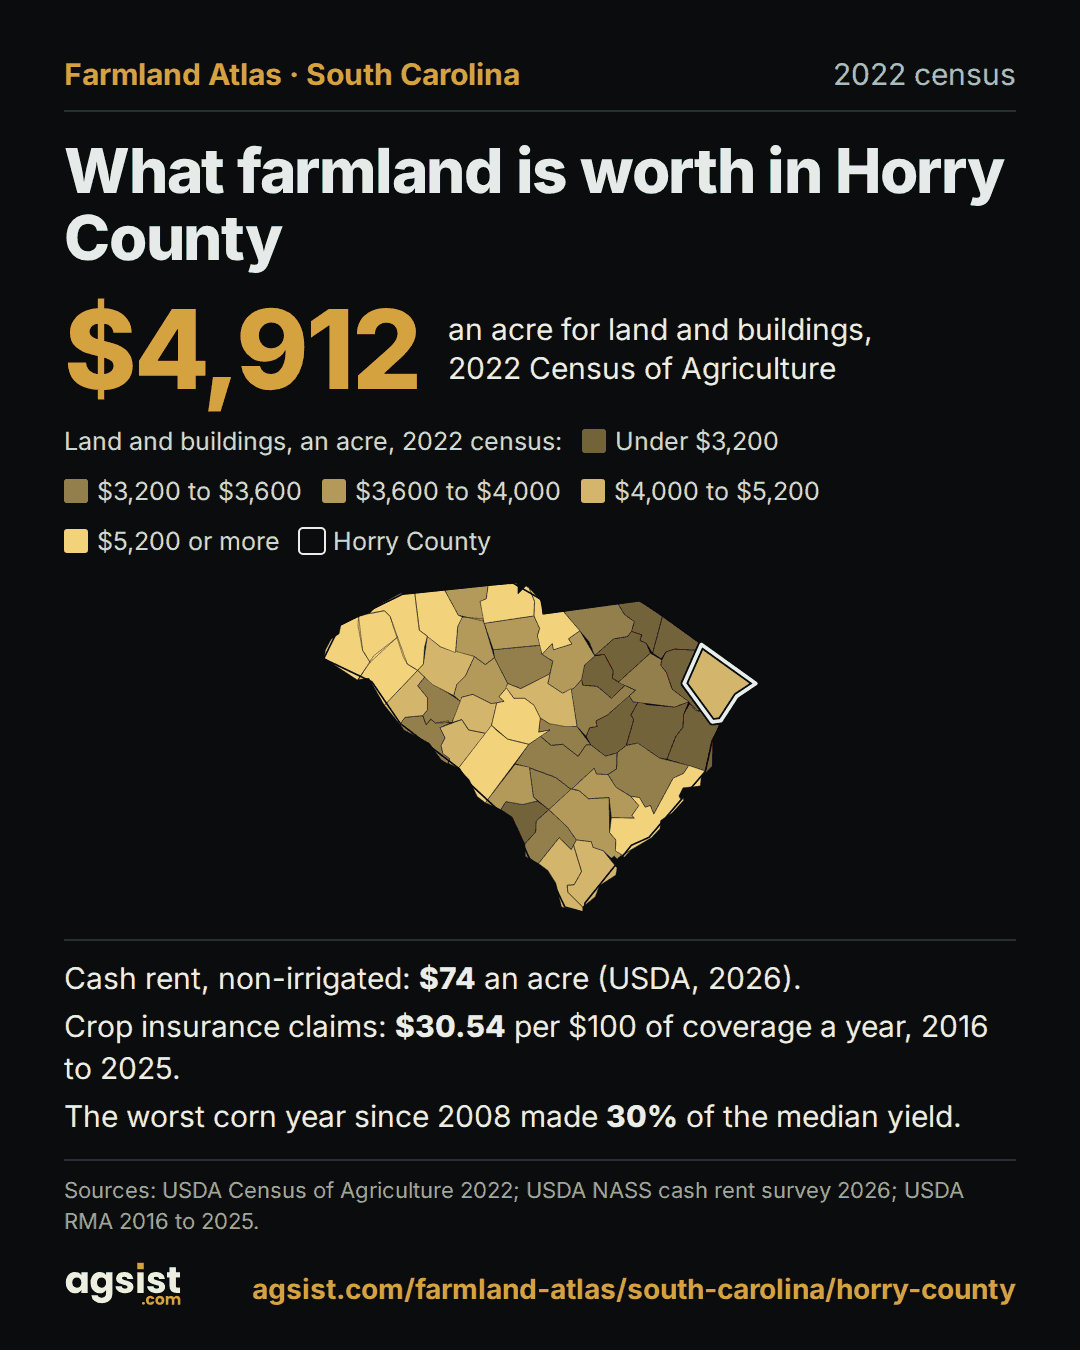 Farmland Atlas · South Carolina
2022 census
What farmland is worth in Horry
County
$4,912
an acre for land and buildings,
2022 Census of Agriculture
Land and buildings, an acre, 2022 census: Under $3,200
$3,200 to $3,600 $3,600 to $4,000 $4,000 to $5,200
$5,200 or more Horry County
Cash rent, non-irrigated: $74 an acre (USDA, 2026).
Crop insurance claims: $30.54 per $100 of coverage a year, 2016
to 2025.
The worst corn year since 2008 made 30% of the median yield.
Sources: USDA Census of Agriculture 2022; USDA NASS cash rent survey 2026; USDA
RMA 2016 to 2025.
agsist
.com
agsist.com/farmland-atlas/south-carolina/horry-county